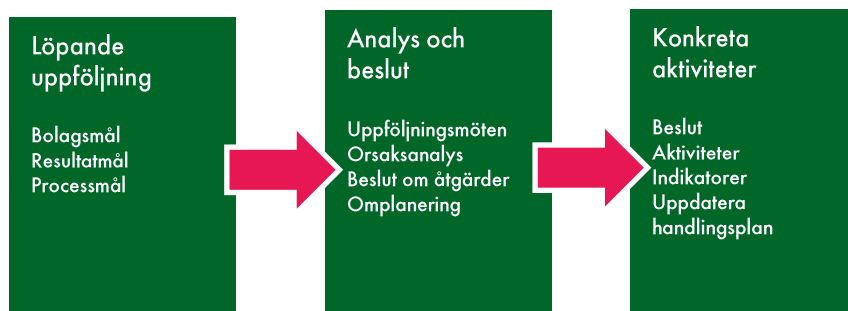 Löpande
uppföljning
Bolagsmål
Resultatmål
Processmål
Analys och
beslut
Uppföljningsmöten
Orsaksanalys
Beslut om åtgärder
Omplanering
Konkreta
aktiviteter
Beslut
Aktiviteter
Indikatorer
Uppdatera
handlingsplan